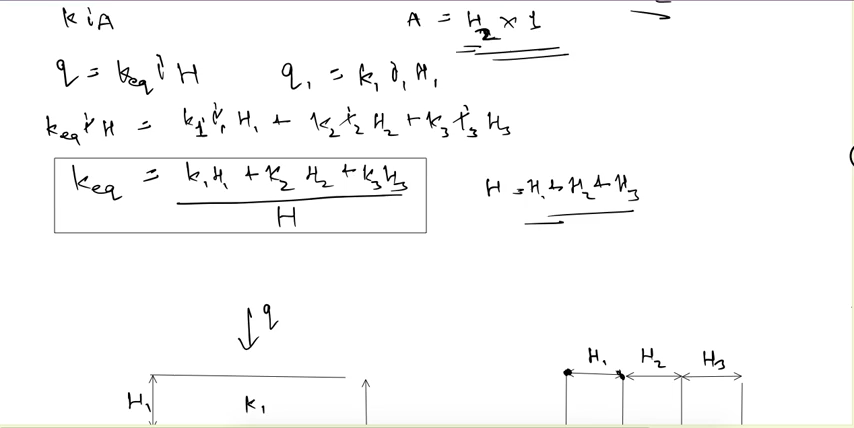 k i A A = H₂ × 1
q = k_eq i H q₁ = k₁ i₁ H₁
k_eq i H = k₁ i₁ H₁ + k₂ i₂ H₂ + k₃ i₃ H₃
k_eq = (k₁H₁ + k₂ H₂ + k₃H₃) / H
H = H₁ + H₂ + H₃
q
H₁ H₂ H₃
H₁ k₁